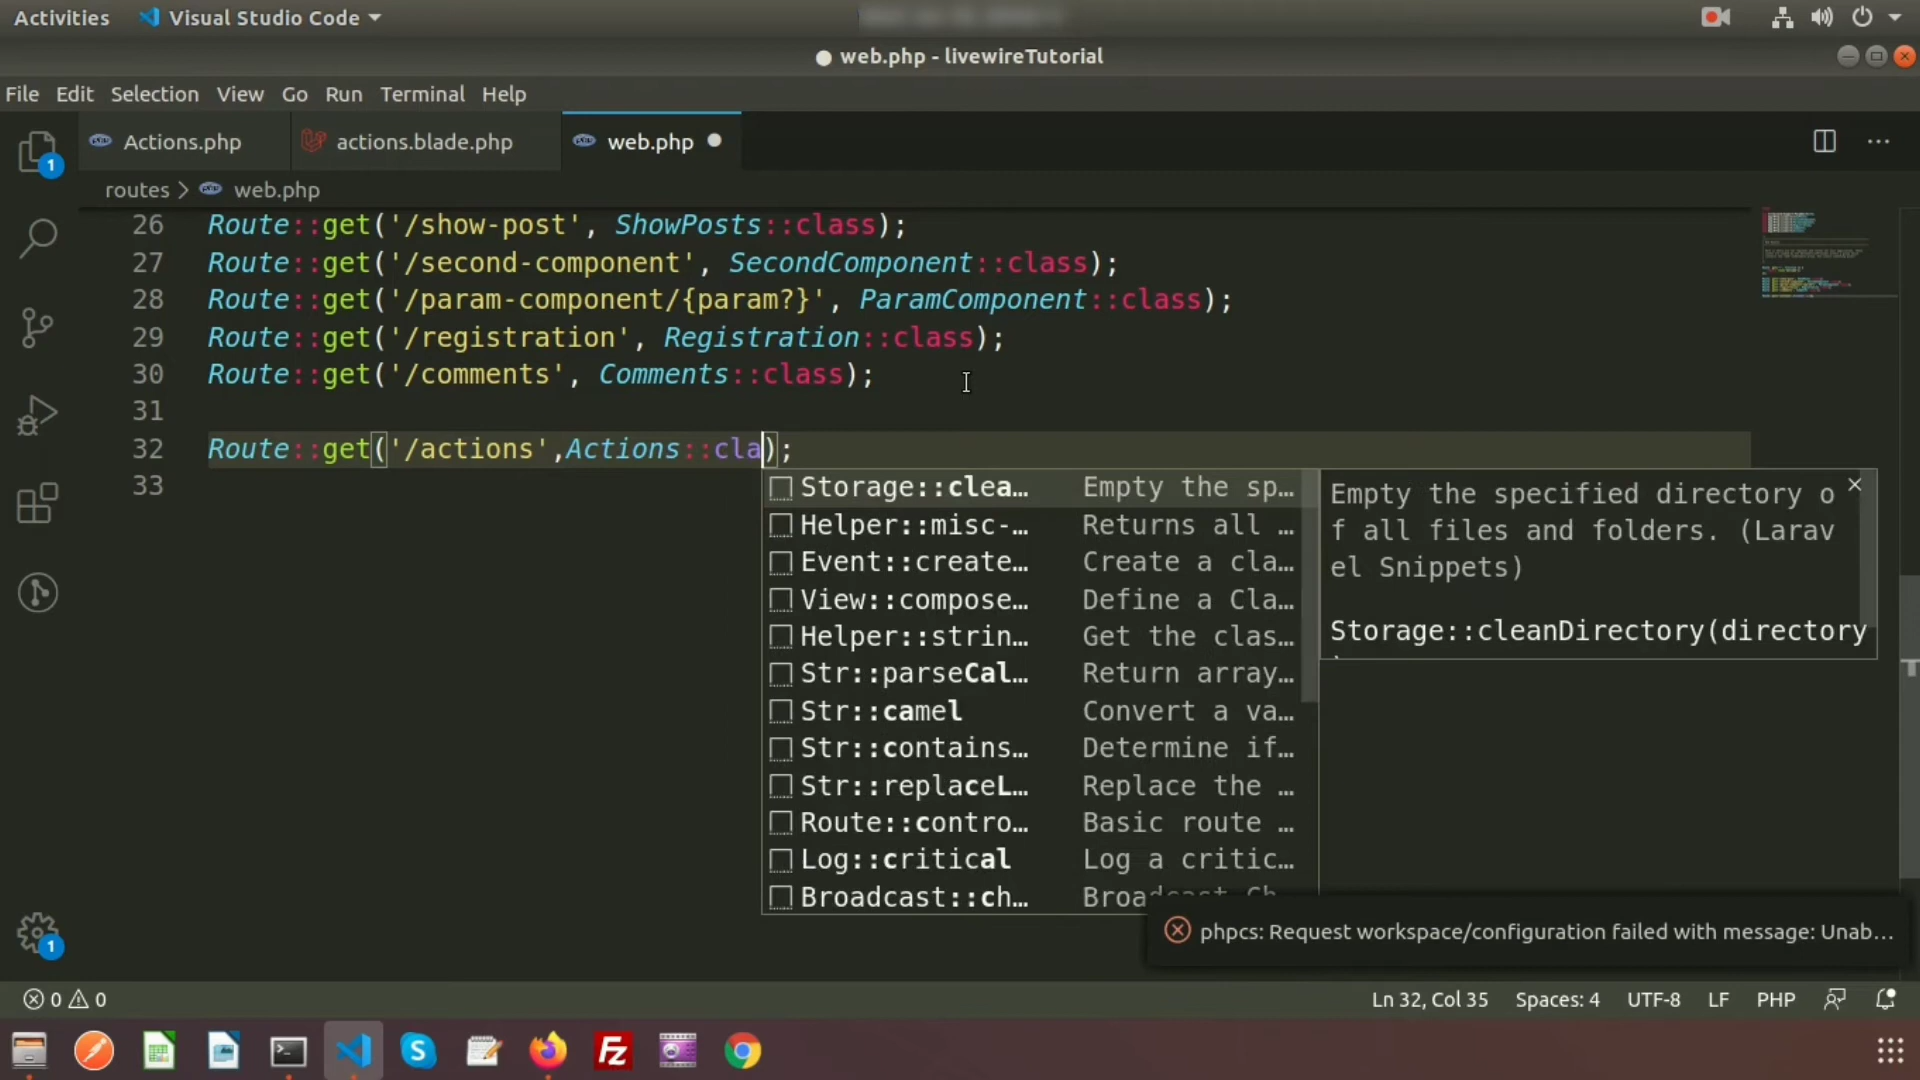 Activities Visual Studio Code
web.php - livewireTutorial
File Edit Selection View Go Run Terminal Help
1 Actions.php actions.blade.php web.php
routes > web.php
26 Route::get('/show-post', ShowPosts::class);
27 Route::get('/second-component', SecondComponent::class);
28 Route::get('/param-component/{param?}', ParamComponent::class);
29 Route::get('/registration', Registration::class);
30 Route::get('/comments', Comments::class);
31
32 Route::get('/actions',Actions::cla);
33
Storage::clea… Empty the sp…
Helper::misc-… Returns all …
Event::create… Create a cla…
View::compose… Define a Cla…
Helper::strin… Get the clas…
Str::parseCal… Return array…
Str::camel Convert a va…
Str::contains… Determine if…
Str::replaceL… Replace the …
Route::contro… Basic route …
Log::critical Log a critic…
Broadcast::ch…
Empty the specified directory o
f all files and folders. (Larav
el Snippets)
Storage::cleanDirectory(directory
phpcs: Request workspace/configuration failed with message: Unab...
1
0 0 Ln 32, Col 35 Spaces: 4 UTF-8 LF PHP
S Fz